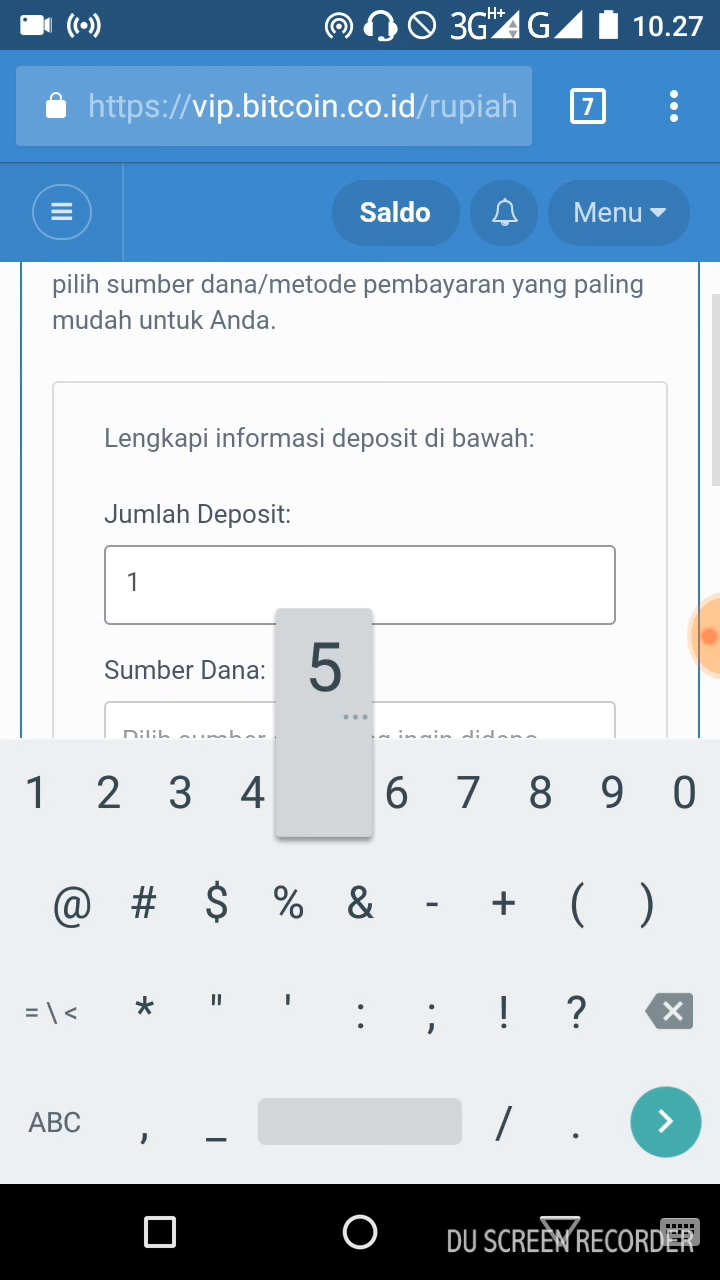 3G H+ G 10.27
https://vip.bitcoin.co.id/rupiah 7
Saldo Menu
pilih sumber dana/metode pembayaran yang paling
mudah untuk Anda.
Lengkapi informasi deposit di bawah:
Jumlah Deposit:
1
5
Sumber Dana:
1 2 3 4 6 7 8 9 0
@ # $ % & - + ( )
= \ < * " ' : ; ! ?
ABC , _ / .
DU SCREEN RECORDER